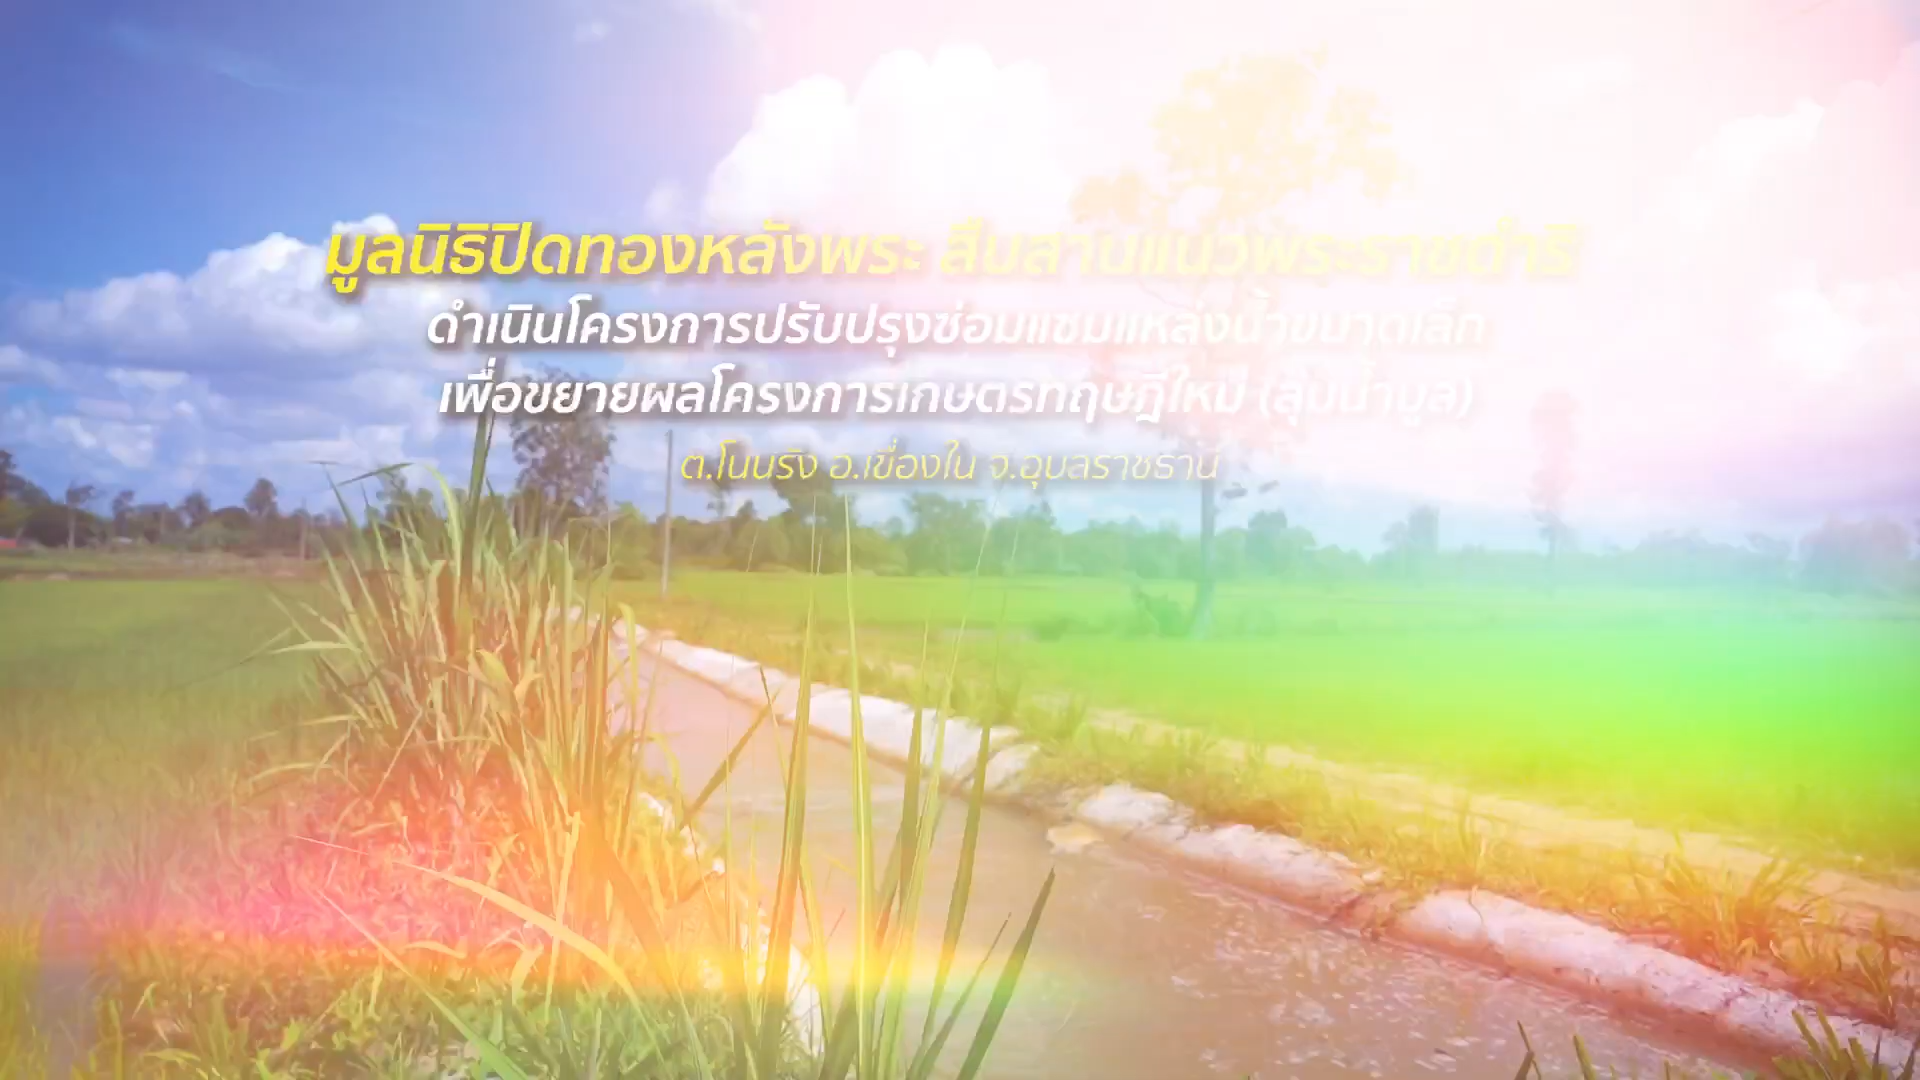 มูลนิธิปิดทองหลังพระ สืบสานแนวพระราชดำริ
ดำเนินโครงการปรับปรุงซ่อมแซมแหล่งน้ำขนาดเล็ก
เพื่อขยายผลโครงการเกษตรทฤษฎีใหม่ (ลุ่มน้ำมูล)
ต.โนนรัง อ.เขื่องใน จ.อุบลราชธานี